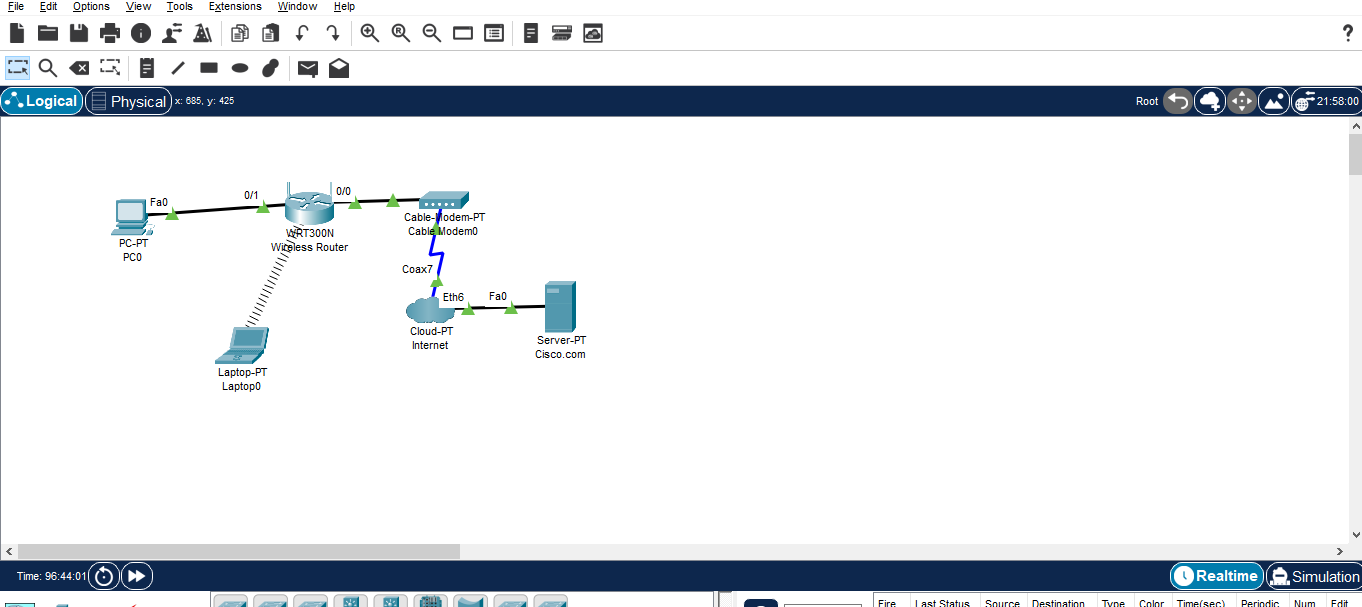 File Edit Options View Tools Extensions Window Help
?
Logical Physical x: 685, y: 425 Root 21:58:00
Fa0 0/1 0/0
PC-PT
PC0
WRT300N
Wireless Router
Cable-Modem-PT
Cable Modem0
Coax7
Eth6 Fa0
Cloud-PT
Internet
Server-PT
Cisco.com
Laptop-PT
Laptop0
Time: 96:44:01 Realtime Simulation
Fire Last Status Source Destination Type Color Time(sec) Periodic Num Edit